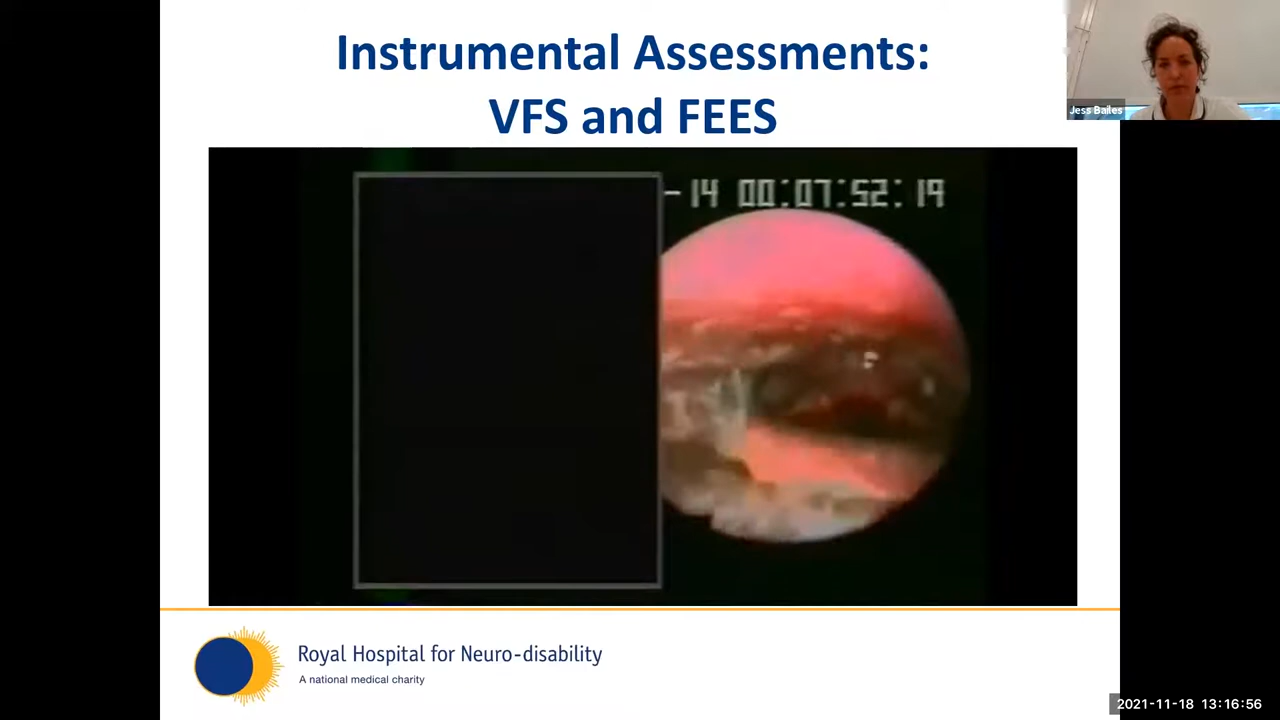 Instrumental Assessments:
VFS and FEES
Jess Bailes
-14 00:07:52:19
Royal Hospital for Neuro-disability
A national medical charity
2021-11-18 13:16:56